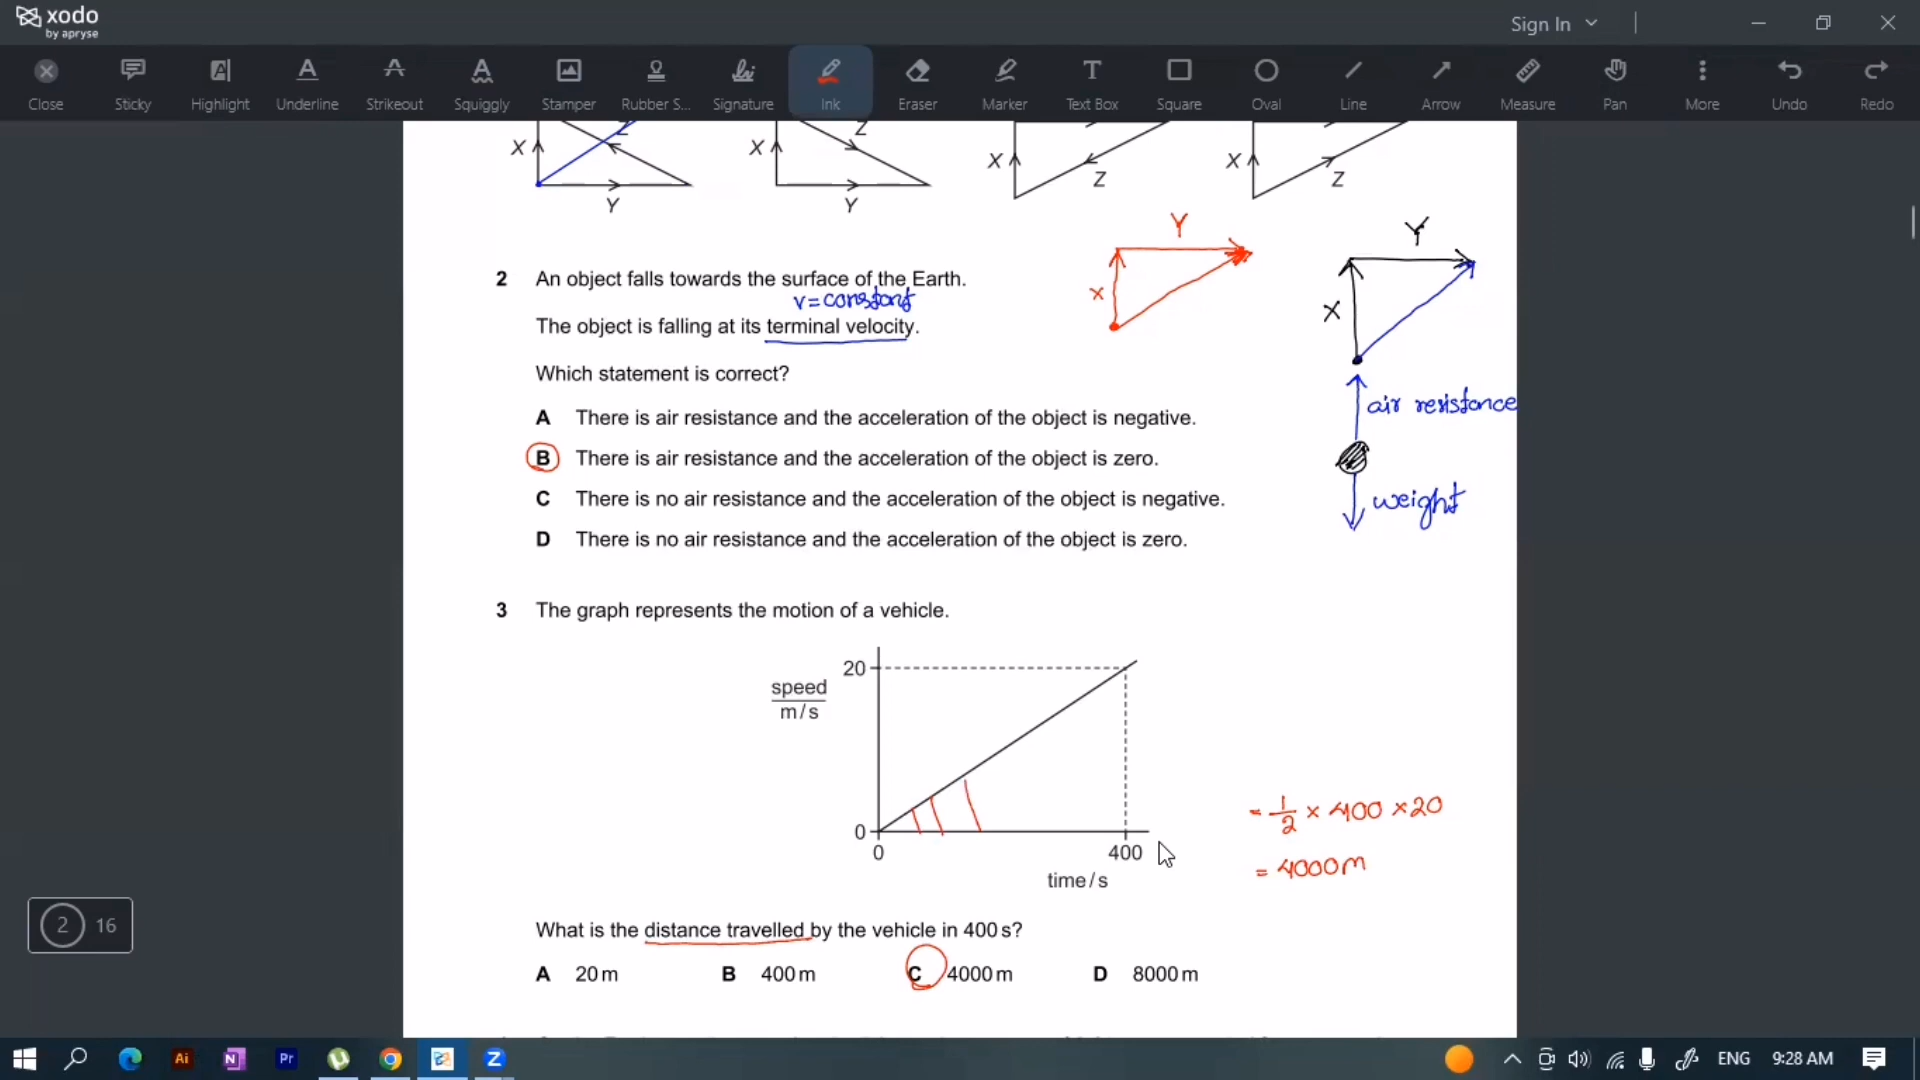 xodo
by apryse
Sign In
Close Sticky Highlight Underline Strikeout Squiggly Stamper Rubber S... Signature Ink Eraser Marker Text Box Square Oval Line Arrow Measure Pan More Undo Redo
X Z Y
X Z Y
X Z
X Z
Y
X
Y
X
2 An object falls towards the surface of the Earth.
v=constant
The object is falling at its terminal velocity.
Which statement is correct?
A There is air resistance and the acceleration of the object is negative.
B There is air resistance and the acceleration of the object is zero.
C There is no air resistance and the acceleration of the object is negative.
D There is no air resistance and the acceleration of the object is zero.
air resistance
weight
3 The graph represents the motion of a vehicle.
20
speed
m/s
0
0 400
time/s
= 1/2 × 400 × 20
= 4000m
What is the distance travelled by the vehicle in 400 s?
A 20 m B 400 m C 4000 m D 8000 m
2 16
Ai N Pr Z
ENG 9:28 AM